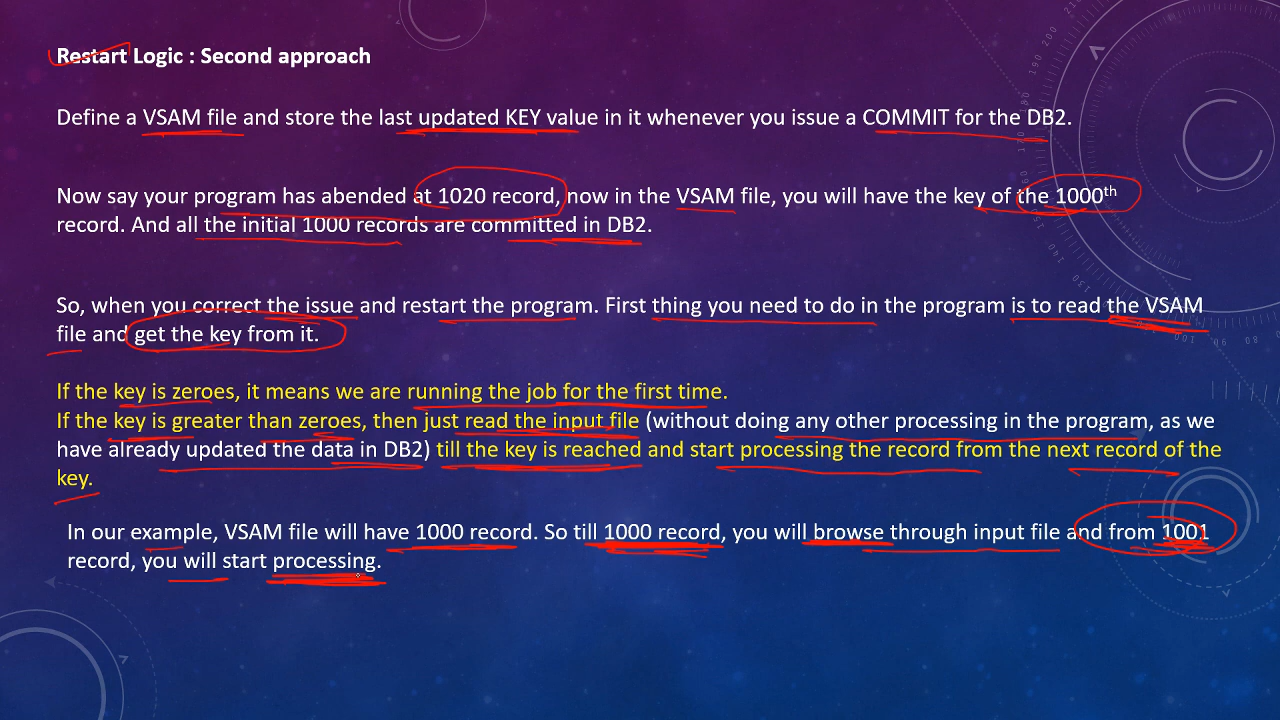 Restart Logic : Second approach
Define a VSAM file and store the last updated KEY value in it whenever you issue a COMMIT for the DB2.
Now say your program has abended at 1020 record, now in the VSAM file, you will have the key of the 1000th
record. And all the initial 1000 records are committed in DB2.
So, when you correct the issue and restart the program. First thing you need to do in the program is to read the VSAM
file and get the key from it.
If the key is zeroes, it means we are running the job for the first time.
If the key is greater than zeroes, then just read the input file (without doing any other processing in the program, as we
have already updated the data in DB2) till the key is reached and start processing the record from the next record of the
key.
In our example, VSAM file will have 1000 record. So till 1000 record, you will browse through input file and from 1001
record, you will start processing.